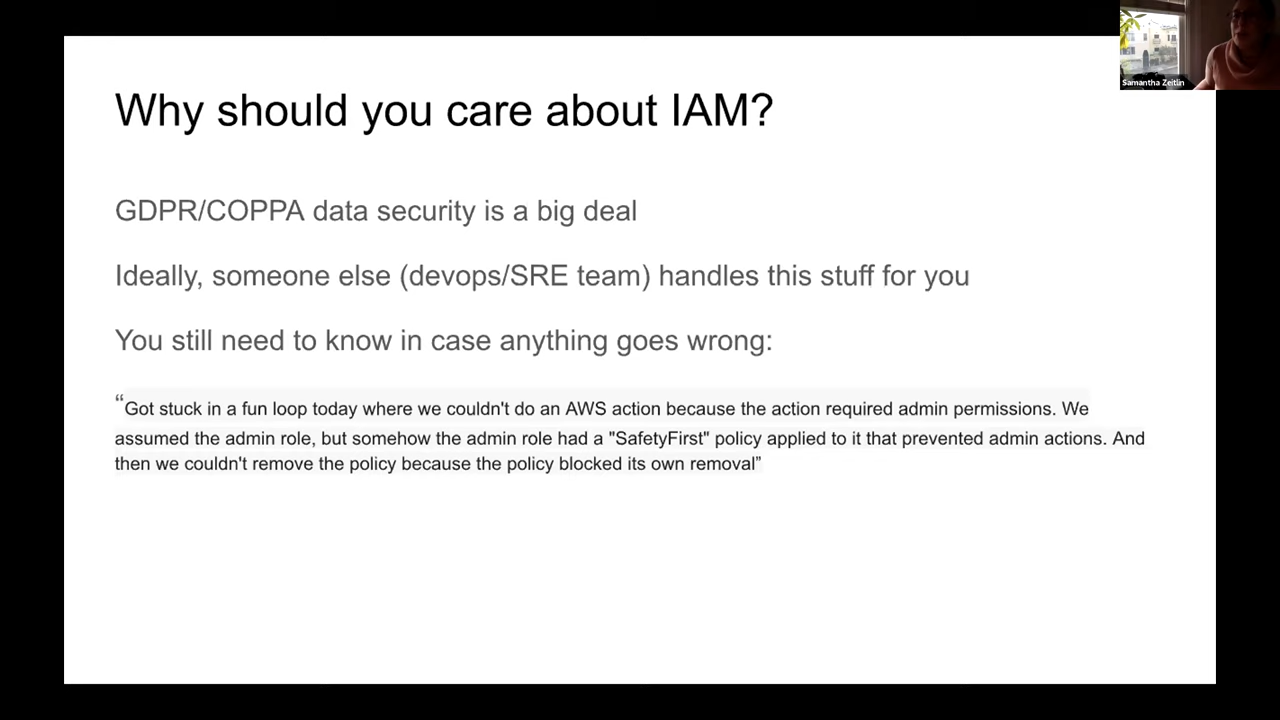 Samantha Zeitlin
Why should you care about IAM?
GDPR/COPPA data security is a big deal
Ideally, someone else (devops/SRE team) handles this stuff for you
You still need to know in case anything goes wrong:
“Got stuck in a fun loop today where we couldn't do an AWS action because the action required admin permissions. We
assumed the admin role, but somehow the admin role had a "SafetyFirst" policy applied to it that prevented admin actions. And
then we couldn't remove the policy because the policy blocked its own removal”